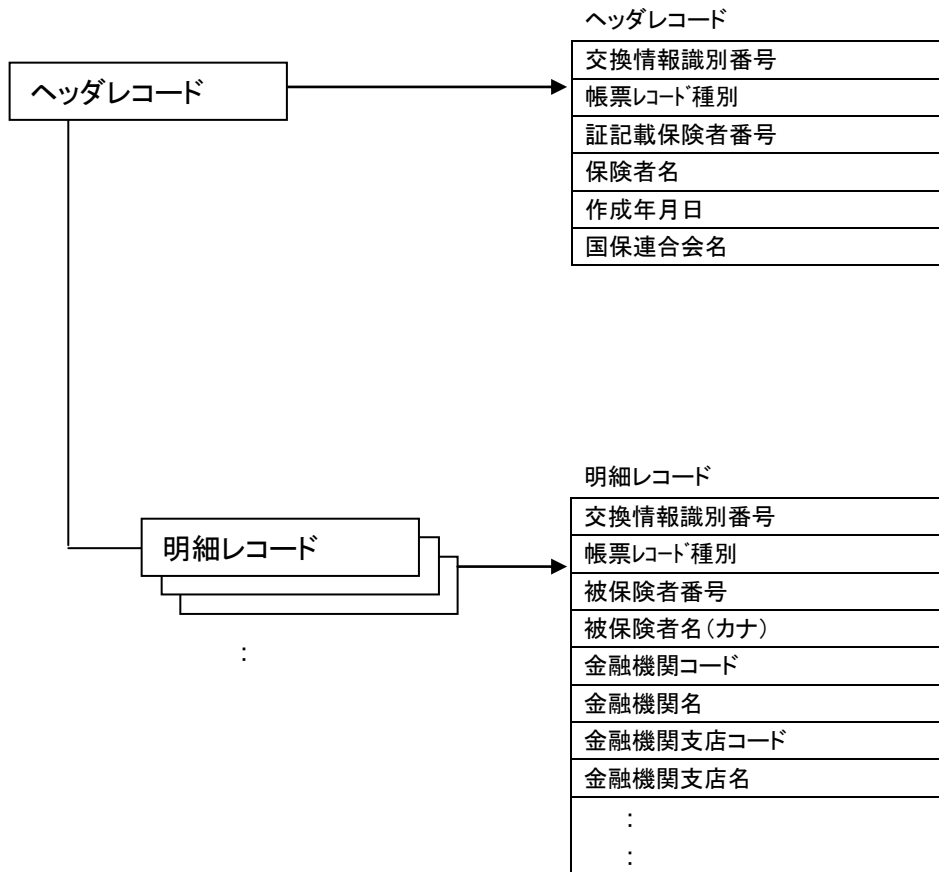 ヘッダレコード
ヘッダレコード
交換情報識別番号
帳票ﾚｺｰﾄﾞ種別
証記載保険者番号
保険者名
作成年月日
国保連合会名
明細レコード
:
明細レコード
交換情報識別番号
帳票ﾚｺｰﾄﾞ種別
被保険者番号
被保険者名(カナ)
金融機関コード
金融機関名
金融機関支店コード
金融機関支店名
:
: